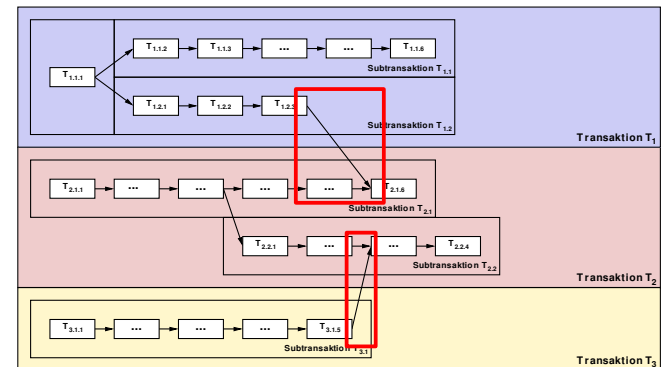 T1.1.2 T1.1.3 ... ... T1.1.6
Subtransaktion T1.1
T1.1.1
T1.2.1 T1.2.2 T1.2.3
Subtransaktion T1.2
Transaktion T1
T2.1.1 ... ... ... ... T2.1.6
Subtransaktion T2.1
T2.2.1 ... ... T2.2.4
Subtransaktion T2.2
Transaktion T2
T3.1.1 ... ... ... T3.1.5
Subtransaktion T3.1
Transaktion T3